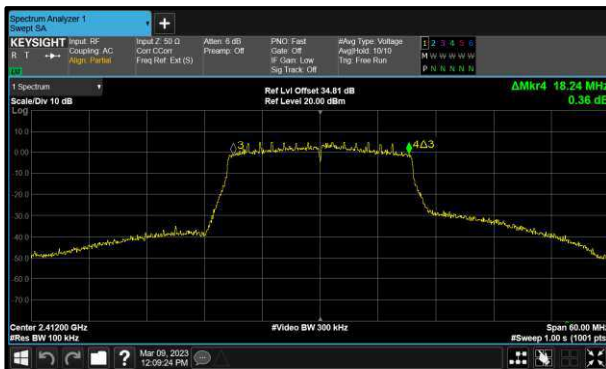 Spectrum Analyzer 1
Swept SA
+
KEYSIGHT
R T
Input: RF
Coupling: AC
Align: Partial
Input Z: 50 Ω
Corr CCorr
Freq Ref: Ext (S)
Atten: 6 dB
Preamp: Off
PNO: Fast
Gate: Off
IF Gain: Low
Sig Track: Off
#Avg Type: Voltage
Avg|Hold: 10/10
Trig: Free Run
1 2 3 4 5 6
M W W W W W
P N N N N N
1 Spectrum
Scale/Div 10 dB
Log
Ref Lvl Offset 34.81 dB
Ref Level 20.00 dBm
ΔMkr4 18.24 MHz
0.36 dB
10.0
0.00
-10.0
-20.0
-30.0
-40.0
-50.0
-60.0
-70.0
3
4Δ3
Center 2.41200 GHz
#Res BW 100 kHz
#Video BW 300 kHz
Span 60.00 MHz
#Sweep 1.00 s (1001 pts)
?
Mar 09, 2023
12:09:24 PM